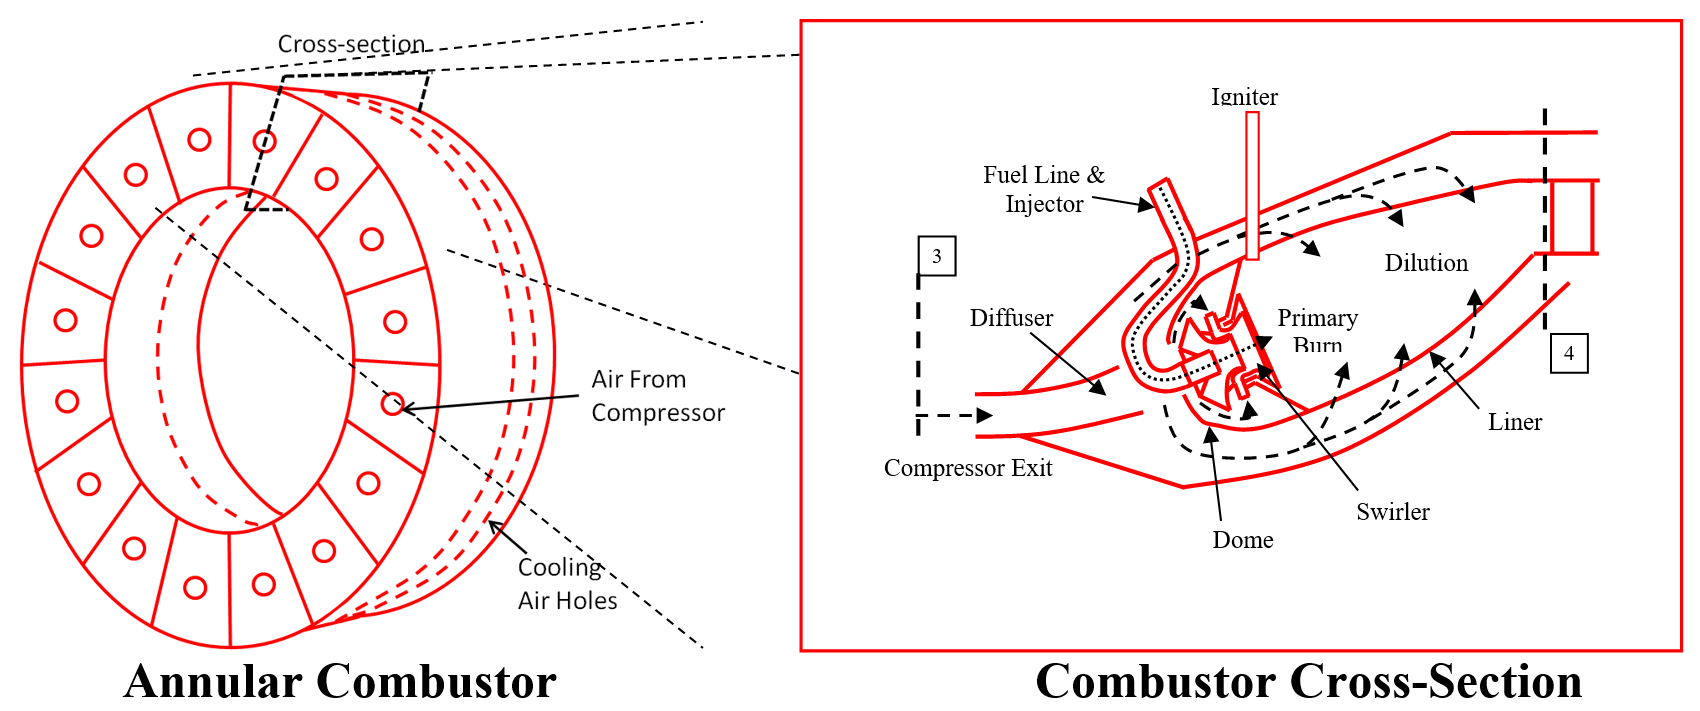 Cross-section
Air From
Compressor
Cooling
Air Holes
Annular Combustor
Igniter
Fuel Line &
Injector
3
Dilution
Diffuser
Primary
Burn
4
Liner
Compressor Exit
Swirler
Dome
Combustor Cross-Section